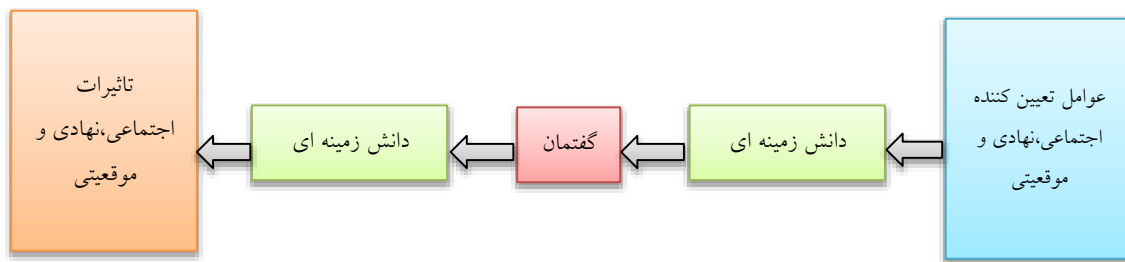 عوامل تعیین کننده
اجتماعی،نهادی و
موقعیتی
دانش زمینه ای
گفتمان
دانش زمینه ای
تاثیرات
اجتماعی،نهادی و
موقعیتی